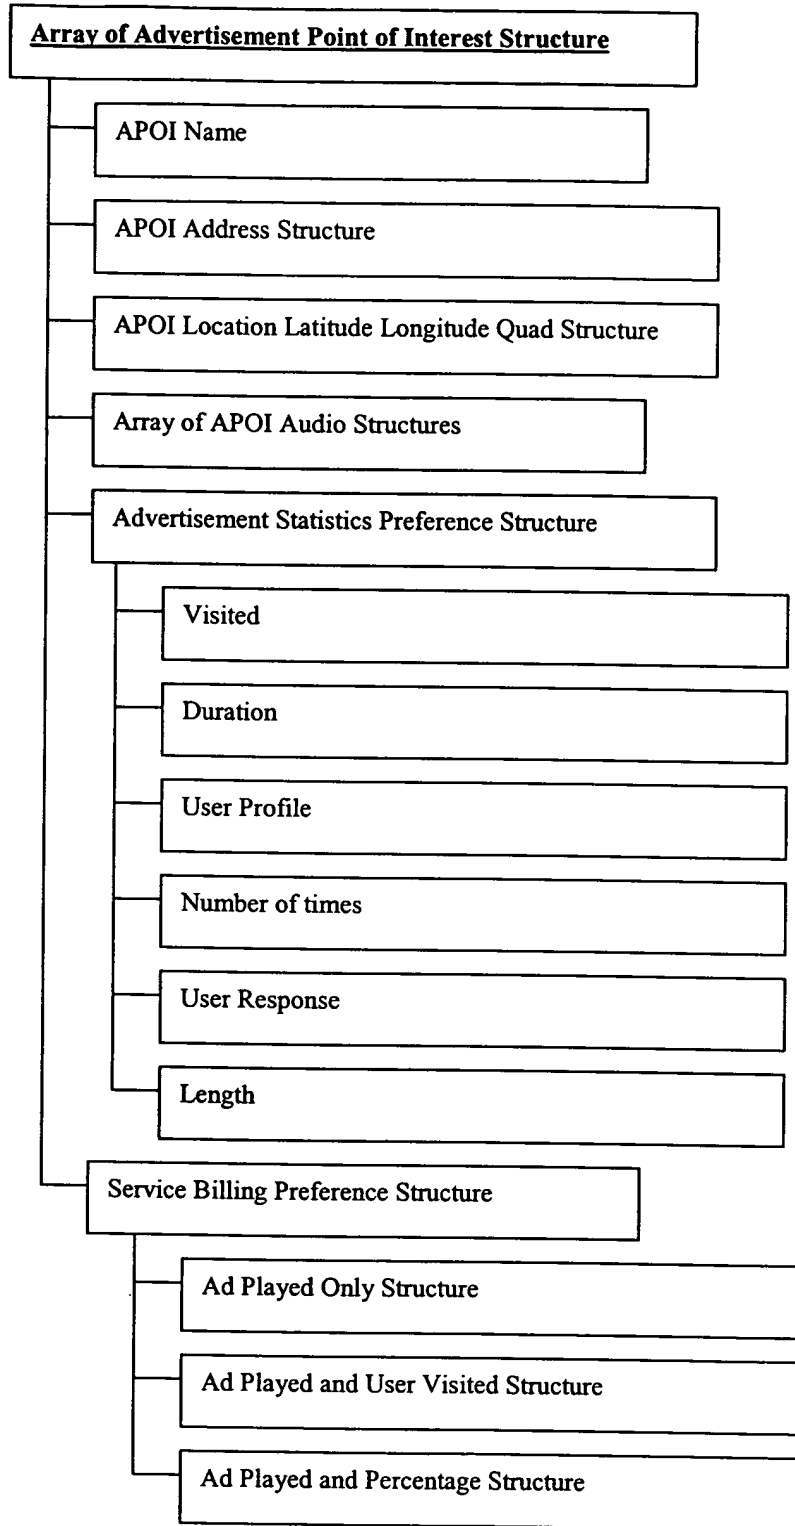 Array of Advertisement Point of Interest Structure
APOI Name
APOI Address Structure
APOI Location Latitude Longitude Quad Structure
Array of APOI Audio Structures
Advertisement Statistics Preference Structure
Visited
Duration
User Profile
Number of times
User Response
Length
Service Billing Preference Structure
Ad Played Only Structure
Ad Played and User Visited Structure
Ad Played and Percentage Structure